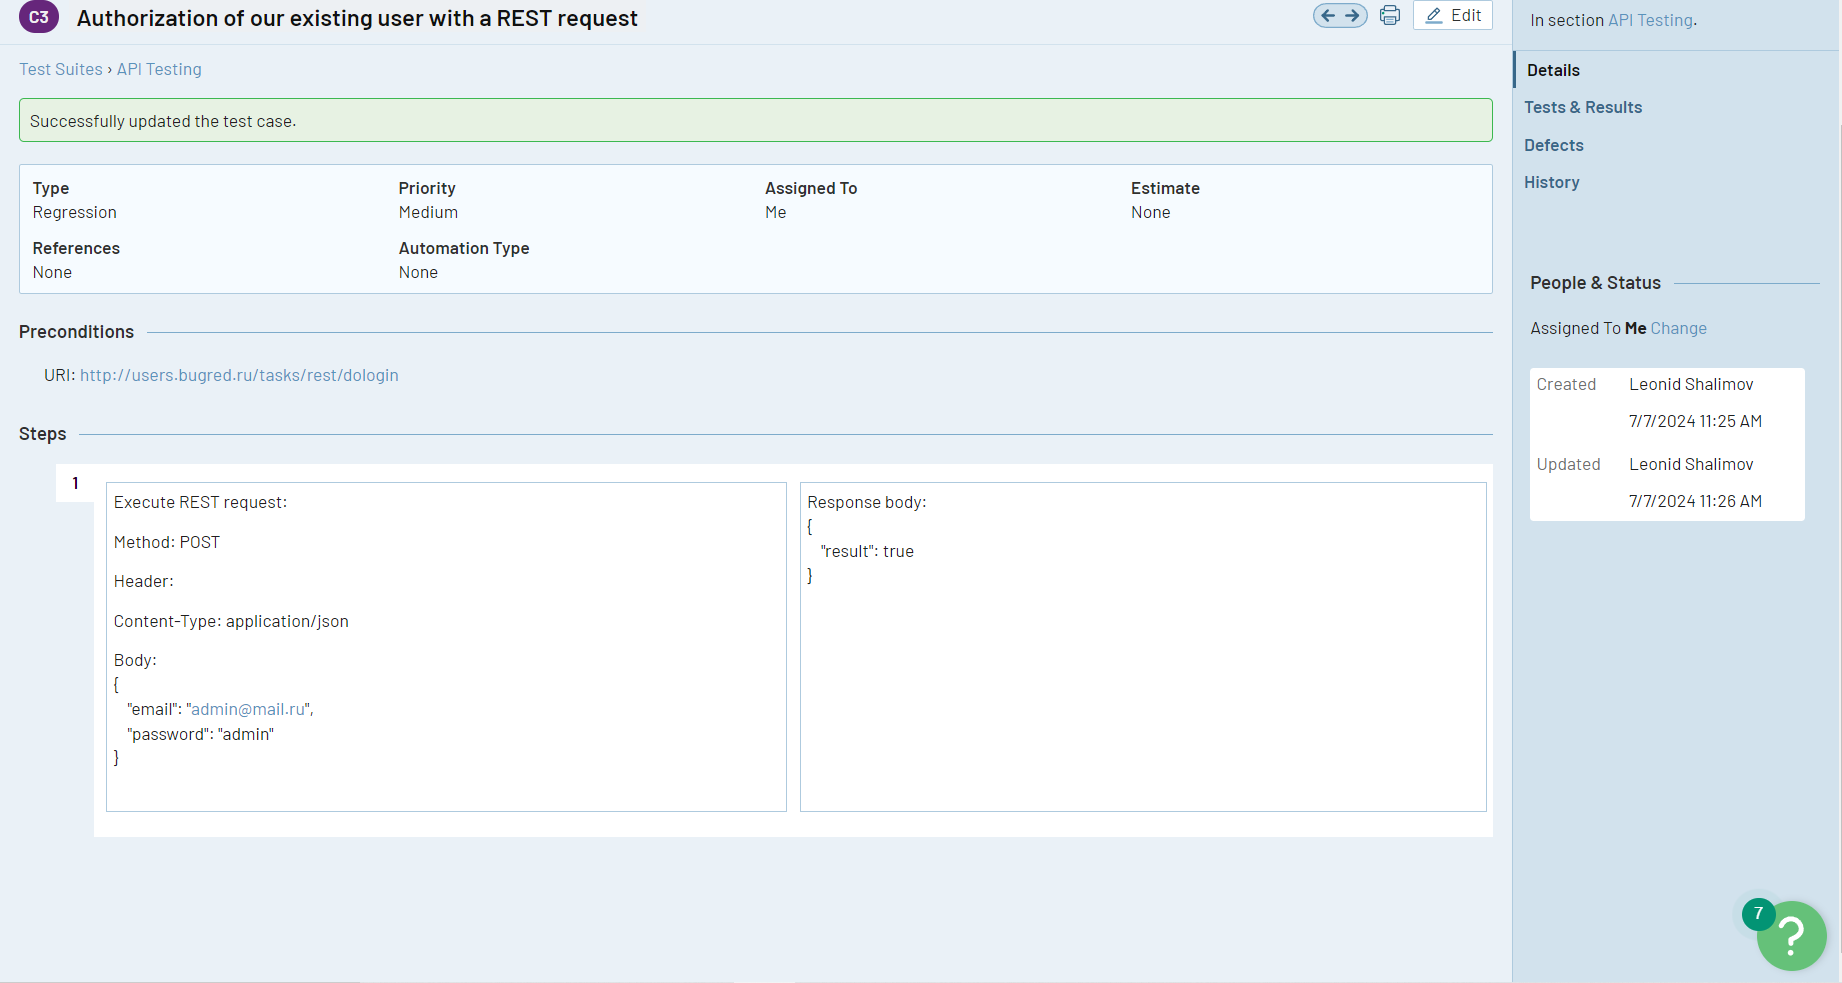 C3 Authorization of our existing user with a REST request
Edit
Test Suites › API Testing
Successfully updated the test case.
Type Priority Assigned To Estimate
Regression Medium Me None
References Automation Type
None None
Preconditions
URI: http://users.bugred.ru/tasks/rest/dologin
Steps
1
Execute REST request:
Method: POST
Header:
Content-Type: application/json
Body:
{
"email": "admin@mail.ru",
"password": "admin"
}
Response body:
{
"result": true
}
In section API Testing.
Details
Tests & Results
Defects
History
People & Status
Assigned To Me Change
Created Leonid Shalimov
7/7/2024 11:25 AM
Updated Leonid Shalimov
7/7/2024 11:26 AM
7
?